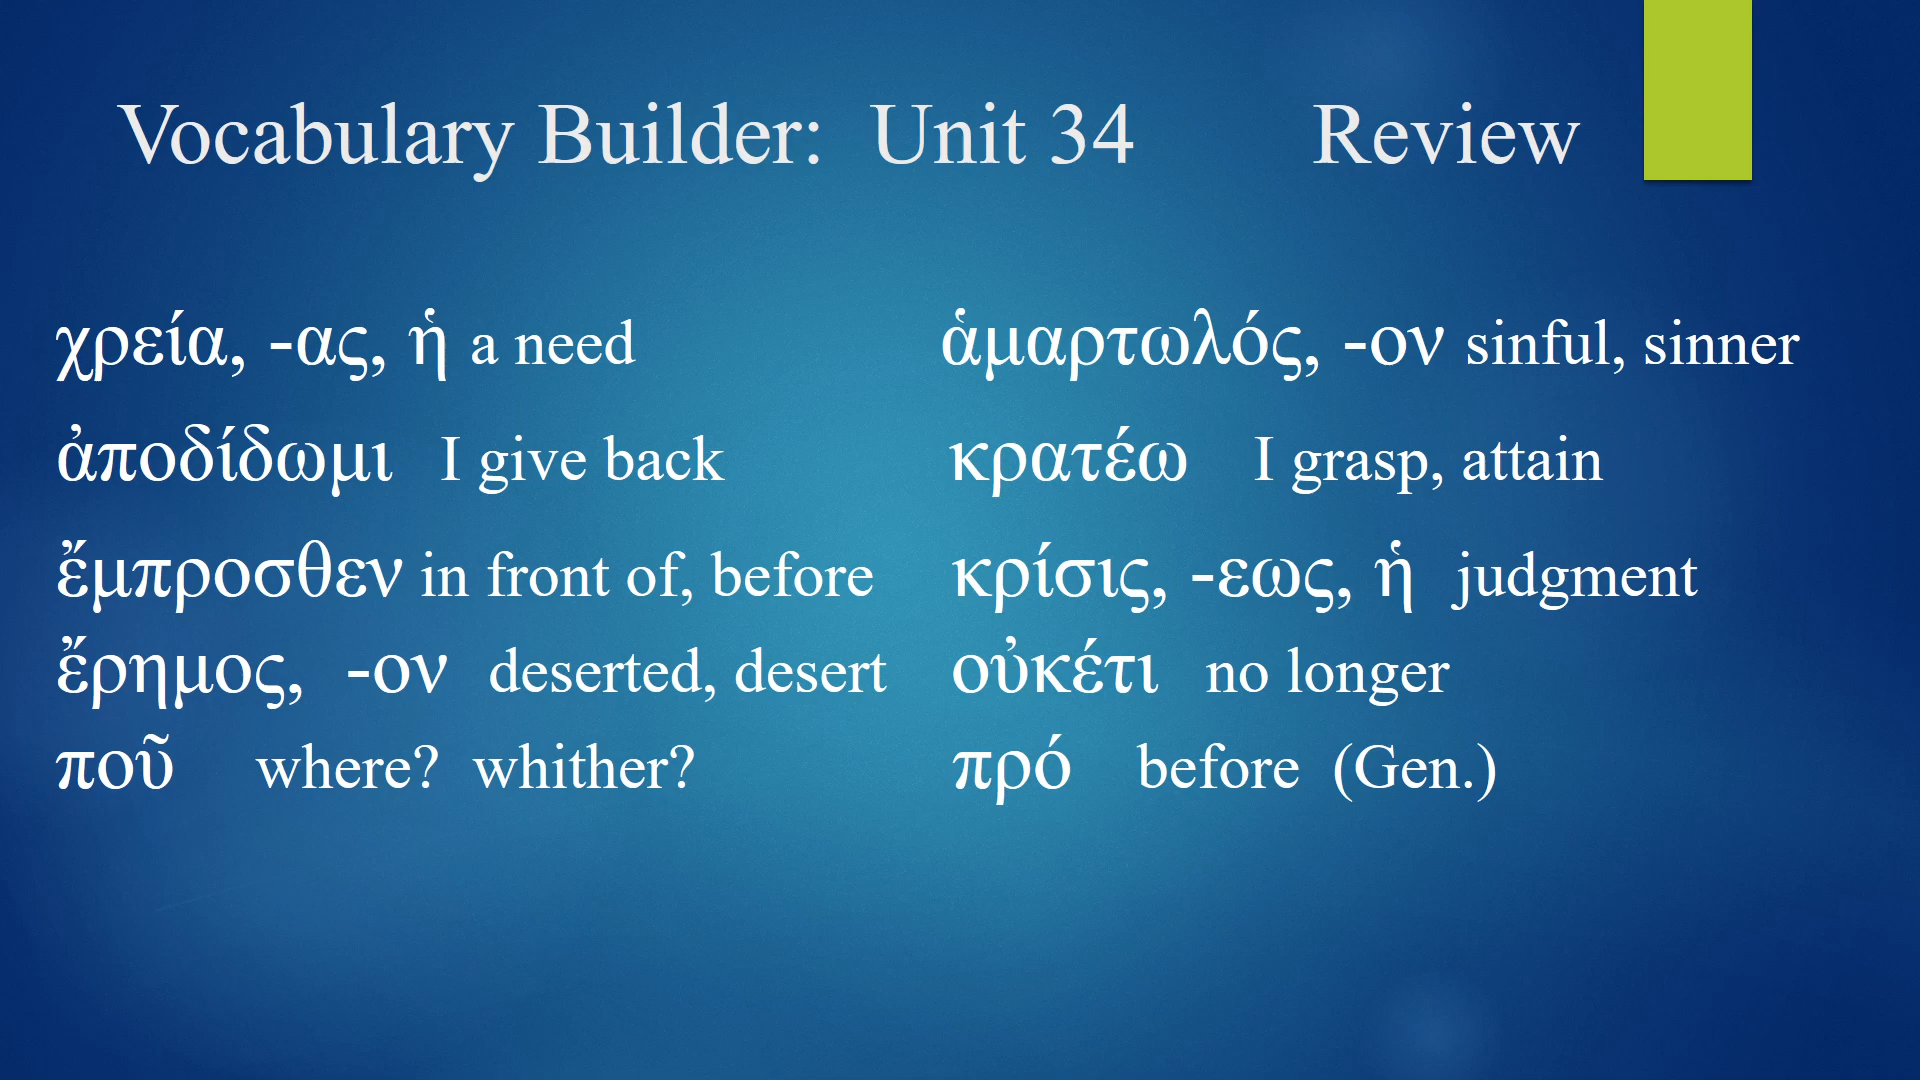 Vocabulary Builder: Unit 34 Review
χρεία, -ας, ἡ a need
ἀποδίδωμι I give back
ἔμπροσθεν in front of, before
ἔρημος, -ον deserted, desert
ποῦ where? whither?
ἁμαρτωλός, -ον sinful, sinner
κρατέω I grasp, attain
κρίσις, -εως, ἡ judgment
οὐκέτι no longer
πρό before (Gen.)